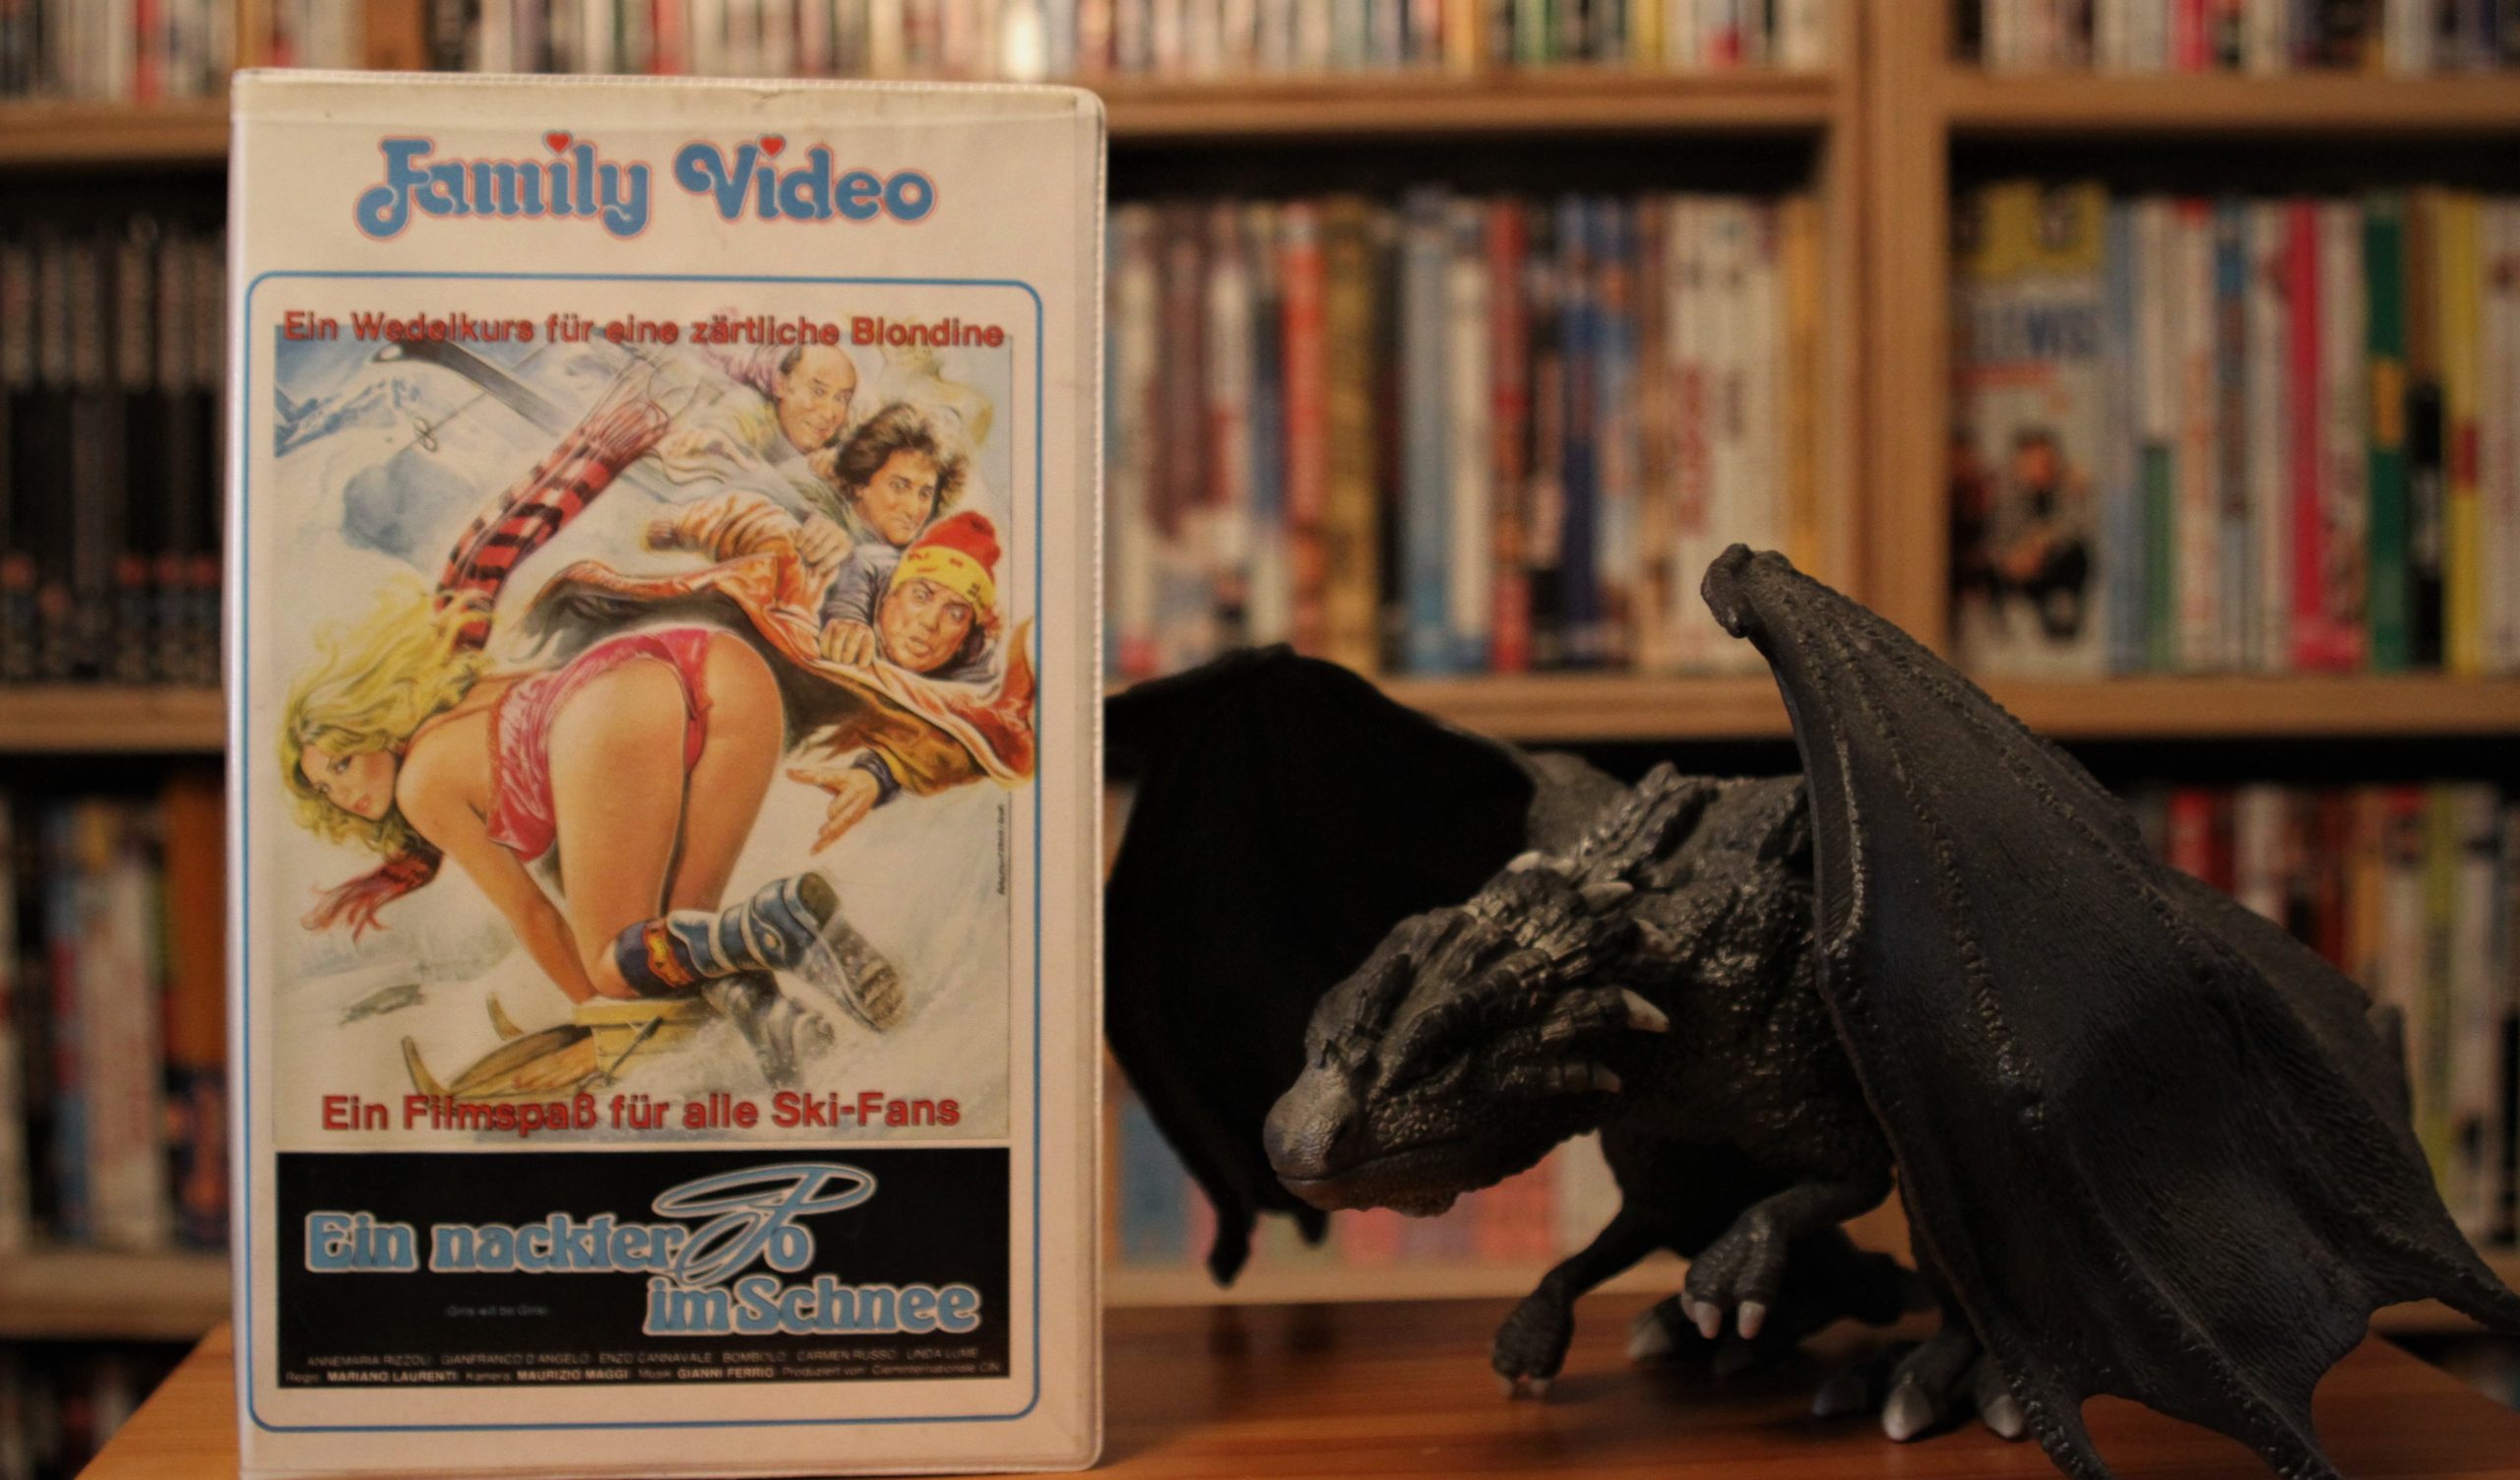 Family Video
Ein Wedelkurs für eine zärtliche Blondine
Ein Filmspaß für alle Ski-Fans
Ein nackter Po
im Schnee
-Girls will be Girls-
ANNEMARIA RIZZOLI GIANFRANCO D'ANGELO ENZO CANNAVALE BOMBOLO CARMEN RUSSO
Regie: MARIANO LAURENTI Kamera: MAURIZIO MAGGI Musik: GIANNI FERRIO Produziert von: